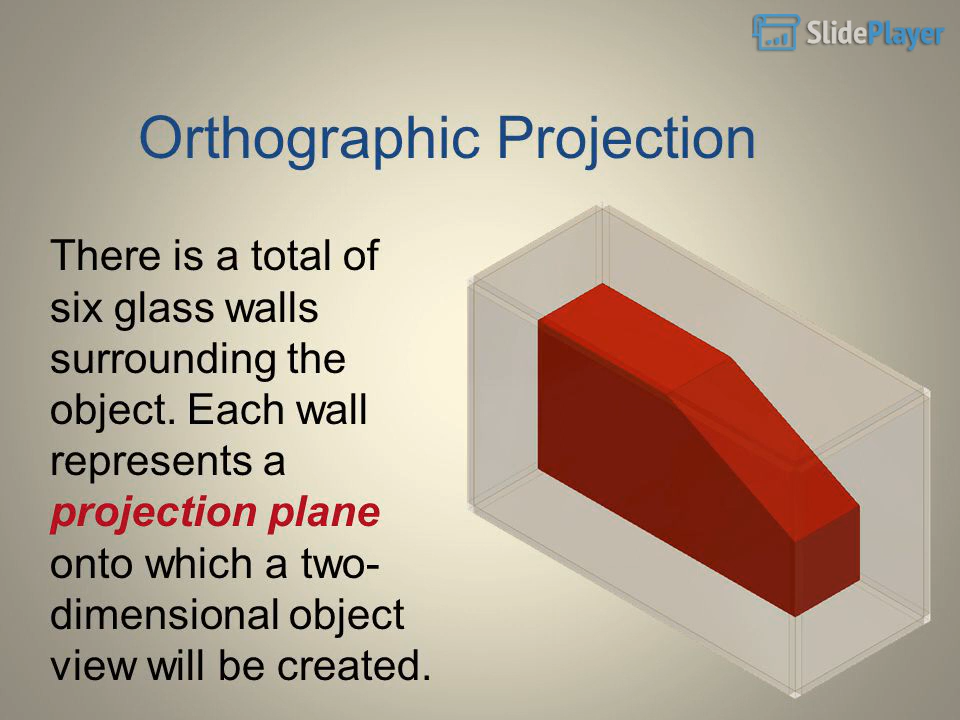 SlidePlayer
Orthographic Projection
There is a total of
six glass walls
surrounding the
object. Each wall
represents a
projection plane
onto which a two-
dimensional object
view will be created.